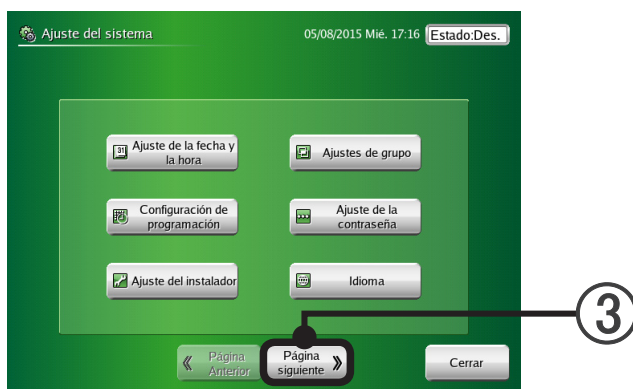 Ajuste del sistema
05/08/2015 Mié. 17:16 Estado:Des.
31
Ajuste de la fecha y
la hora
Ajustes de grupo
Configuración de
programación
Ajuste de la
contraseña
Ajuste del instalador
Idioma
3
« Página
Anterior
Página
siguiente »
Cerrar